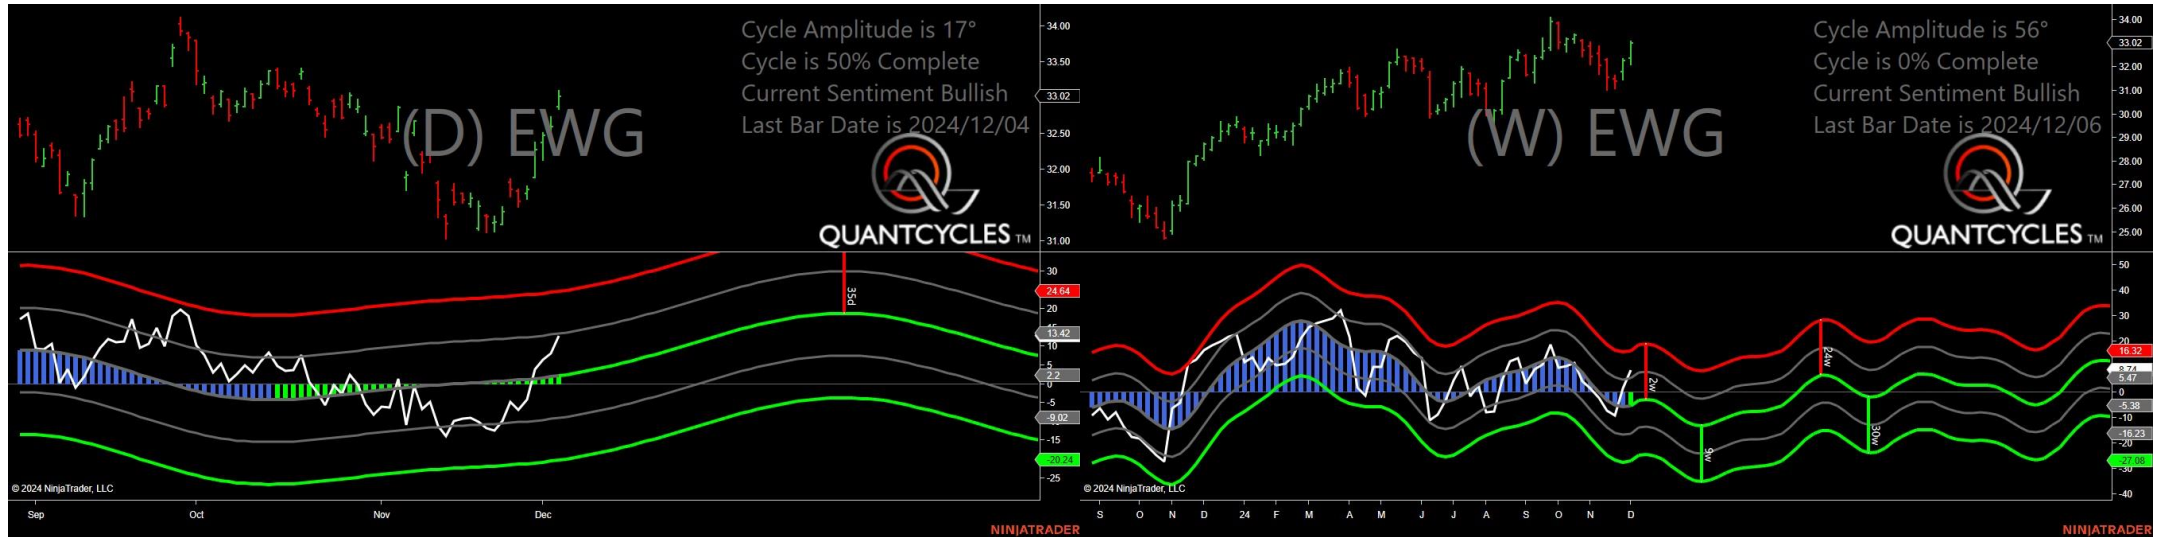 Cycle Amplitude is 17°
Cycle is 50% Complete
Current Sentiment Bullish
Last Bar Date is 2024/12/04
(D) EWG
QUANTCYCLES TM
34.00
33.50
33.02
32.50
32.00
31.50
31.00
35d
30
24.64
20
13.42
10
5
2.2
0
-5
-9.02
-15
-20.24
-25
© 2024 NinjaTrader, LLC
Sep Oct Nov Dec
NINJATRADER
Cycle Amplitude is 56°
Cycle is 0% Complete
Current Sentiment Bullish
Last Bar Date is 2024/12/06
(W) EWG
QUANTCYCLES TM
34.00
33.02
32.00
31.00
30.00
29.00
28.00
27.00
26.00
25.00
2w
9w
24w
30w
50
40
30
20
16.32
8.74
5.47
0
-5.38
-10
-16.23
-20
-27.08
-30
-40
© 2024 NinjaTrader, LLC
S O N D 24 F M A M J J A S O N D
NINJATRADER